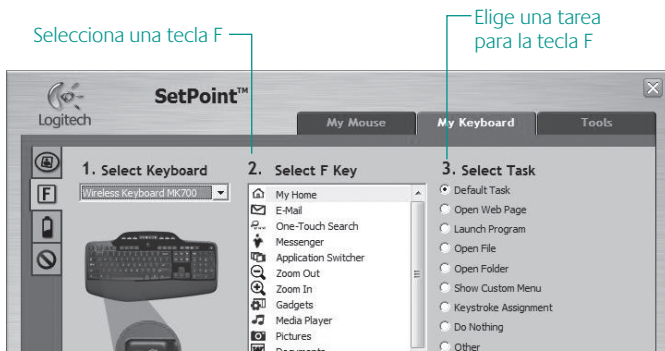 Selecciona una tecla F
Elige una tarea
para la tecla F
Logitech
SetPoint™
My Mouse
My Keyboard
Tools
1. Select Keyboard
Wireless Keyboard MK700
2. Select F Key
My Home
E-Mail
One-Touch Search
Messenger
Application Switcher
Zoom Out
Zoom In
Gadgets
Media Player
Pictures
Documents
3. Select Task
Default Task
Open Web Page
Launch Program
Open File
Open Folder
Show Custom Menu
Keystroke Assignment
Do Nothing
Other
F